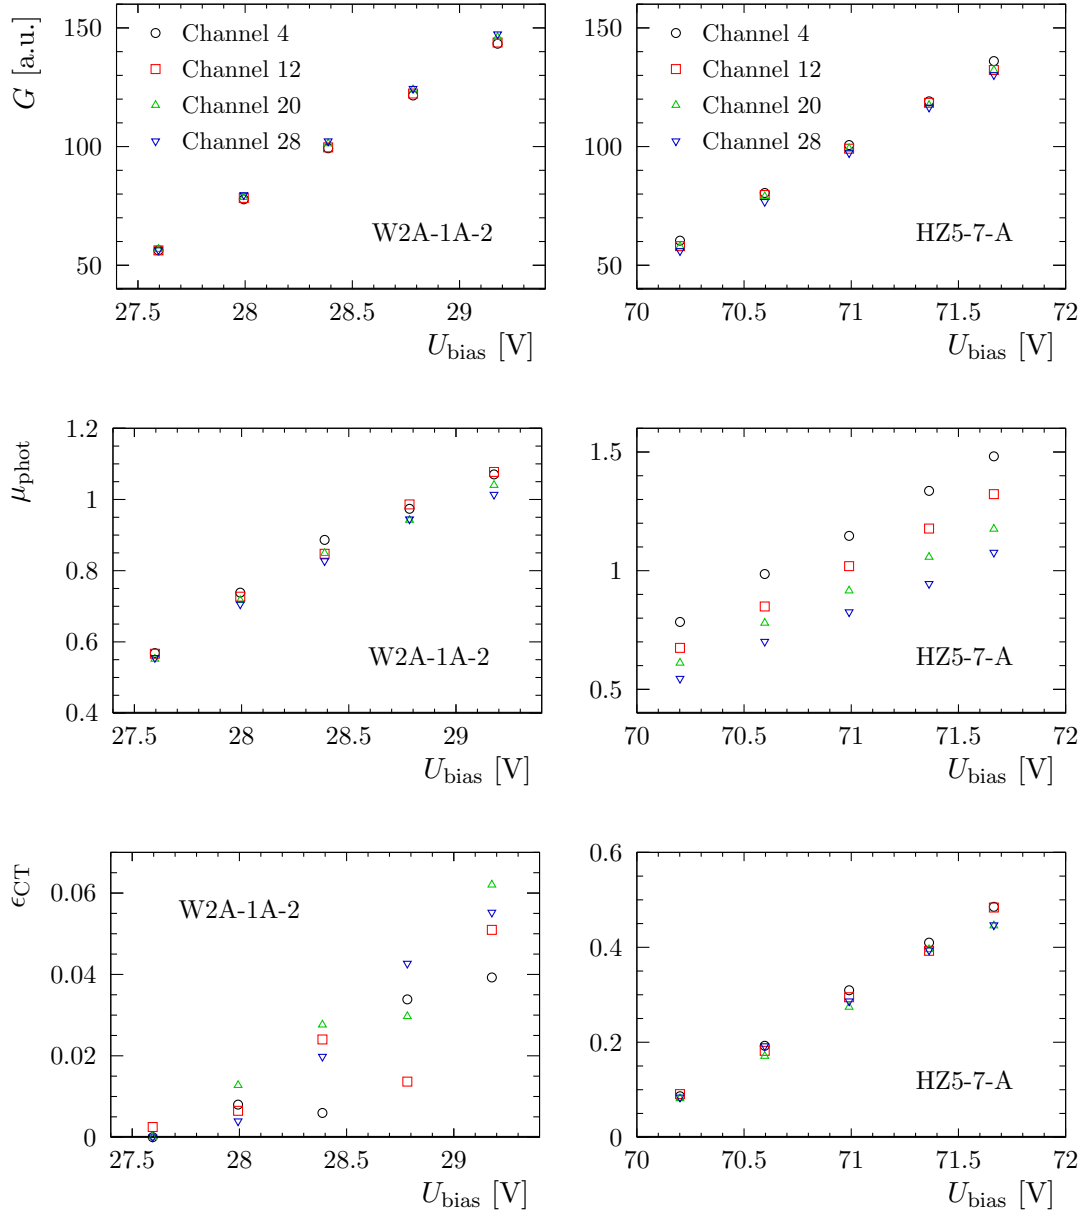 G [a.u.]
150
100
50
Channel 4
Channel 12
Channel 20
Channel 28
W2A-1A-2
27.5 28 28.5 29
U_bias [V]
150
100
50
Channel 4
Channel 12
Channel 20
Channel 28
HZ5-7-A
70 70.5 71 71.5 72
U_bias [V]
μ_phot
1.2
1
0.8
0.6
0.4
W2A-1A-2
27.5 28 28.5 29
U_bias [V]
1.5
1
0.5
HZ5-7-A
70 70.5 71 71.5 72
U_bias [V]
ϵ_CT
0.06
0.04
0.02
0
W2A-1A-2
27.5 28 28.5 29
U_bias [V]
0.6
0.4
0.2
0
HZ5-7-A
70 70.5 71 71.5 72
U_bias [V]